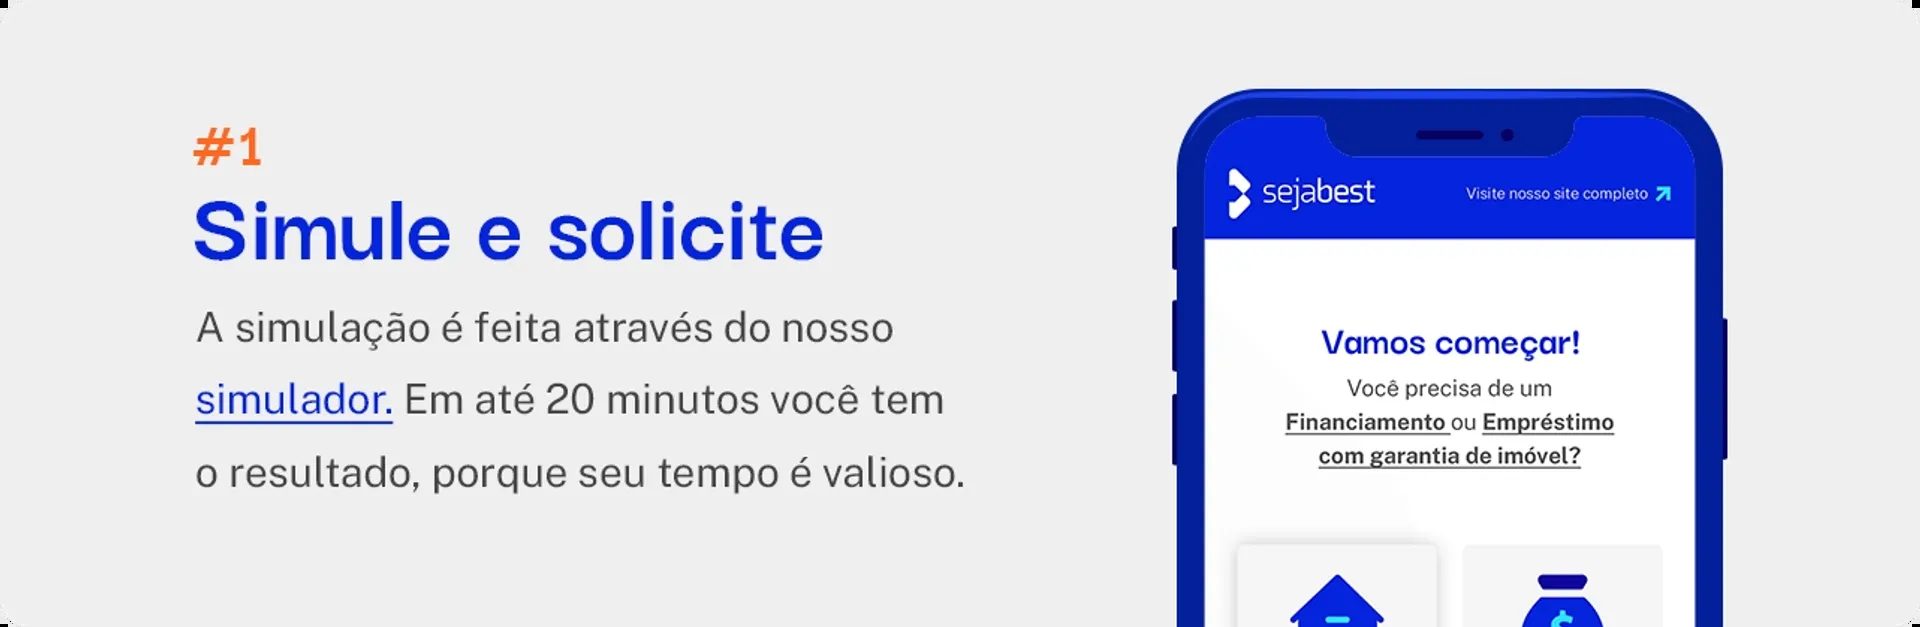 #1
Simule e solicite
A simulação é feita através do nosso
simulador. Em até 20 minutos você tem
o resultado, porque seu tempo é valioso.
sejabest
Visite nosso site completo
Vamos começar!
Você precisa de um
Financiamento ou Empréstimo
com garantia de imóvel?
$